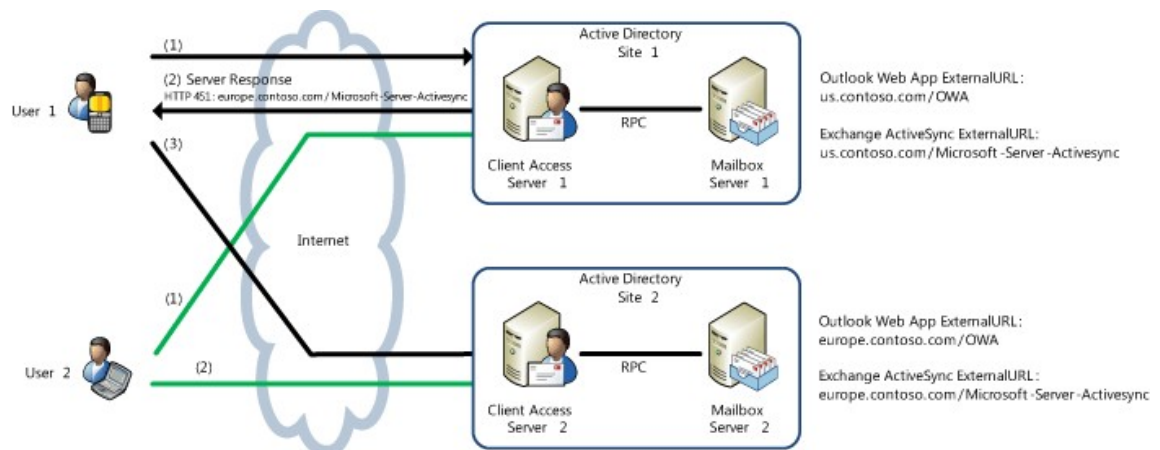 Active Directory
Site 1
(1)
(2) Server Response
HTTP 451: europe.contoso.com/Microsoft-Server-Activesync
User 1
(3)
RPC
Client Access
Server 1
Mailbox
Server 1
Outlook Web App ExternalURL:
us.contoso.com/OWA
Exchange ActiveSync ExternalURL:
us.contoso.com/Microsoft-Server-Activesync
Internet
Active Directory
Site 2
(1)
User 2
(2)
RPC
Client Access
Server 2
Mailbox
Server 2
Outlook Web App ExternalURL:
europe.contoso.com/OWA
Exchange ActiveSync ExternalURL:
europe.contoso.com/Microsoft-Server-Activesync